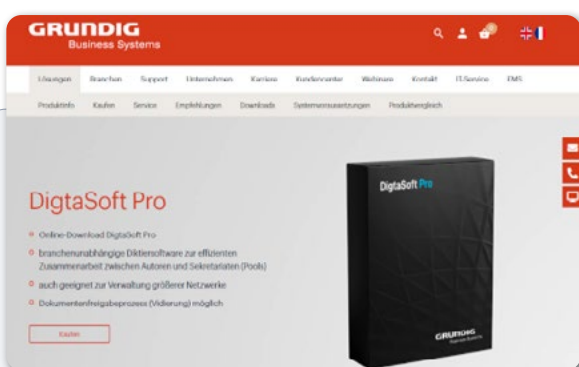 GRUNDIG
Business Systems
Lösungen Branchen Support Unternehmen Karriere Kundencenter Webinare Kontakt IT-Service EMS
Produktinfo Kaufen Service Empfehlungen Downloads Systemvoraussetzungen Produktvergleich
DigtaSoft Pro
Online-Download DigtaSoft Pro
branchenunabhängige Diktiersoftware zur effizienten
Zusammenarbeit zwischen Autoren und Sekretariaten (Pools)
auch geeignet zur Verwaltung größerer Netzwerke
Dokumentenfreigabeprozess (Vidierung) möglich
Kaufen
DigtaSoft Pro
GRUNDIG
Business Systems